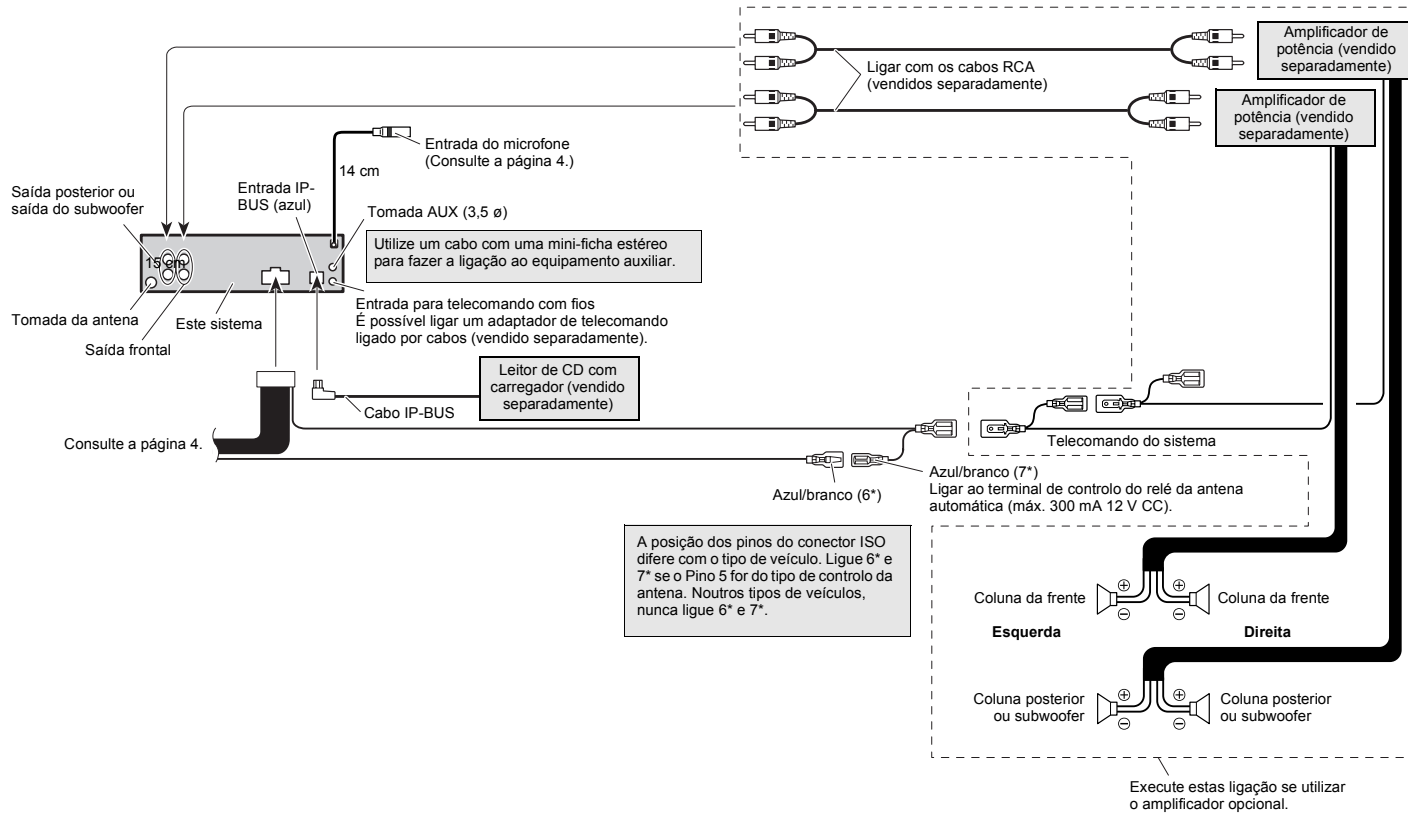 Amplificador de
potência (vendido
separadamente)
Ligar com os cabos RCA
(vendidos separadamente)
Amplificador de
potência (vendido
separadamente)
Entrada do microfone
(Consulte a página 4.)
14 cm
Saída posterior ou
saída do subwoofer
Entrada IP-
BUS (azul)
Tomada AUX (3,5 ø)
Utilize um cabo com uma mini-ficha estéreo
para fazer a ligação ao equipamento auxiliar.
15 cm
Entrada para telecomando com fios
É possível ligar um adaptador de telecomando
ligado por cabos (vendido separadamente).
Tomada da antena
Este sistema
Saída frontal
Leitor de CD com
carregador (vendido
separadamente)
Cabo IP-BUS
Consulte a página 4.
Telecomando do sistema
Azul/branco (6*)
Azul/branco (7*)
Ligar ao terminal de controlo do relé da antena
automática (máx. 300 mA 12 V CC).
A posição dos pinos do conector ISO
difere com o tipo de veículo. Ligue 6* e
7* se o Pino 5 for do tipo de controlo da
antena. Noutros tipos de veículos,
nunca ligue 6* e 7*.
Coluna da frente
+
+
Coluna da frente
−
−
Esquerda
Direita
Coluna posterior
ou subwoofer
+
+
Coluna posterior
ou subwoofer
−
−
Execute estas ligação se utilizar
o amplificador opcional.